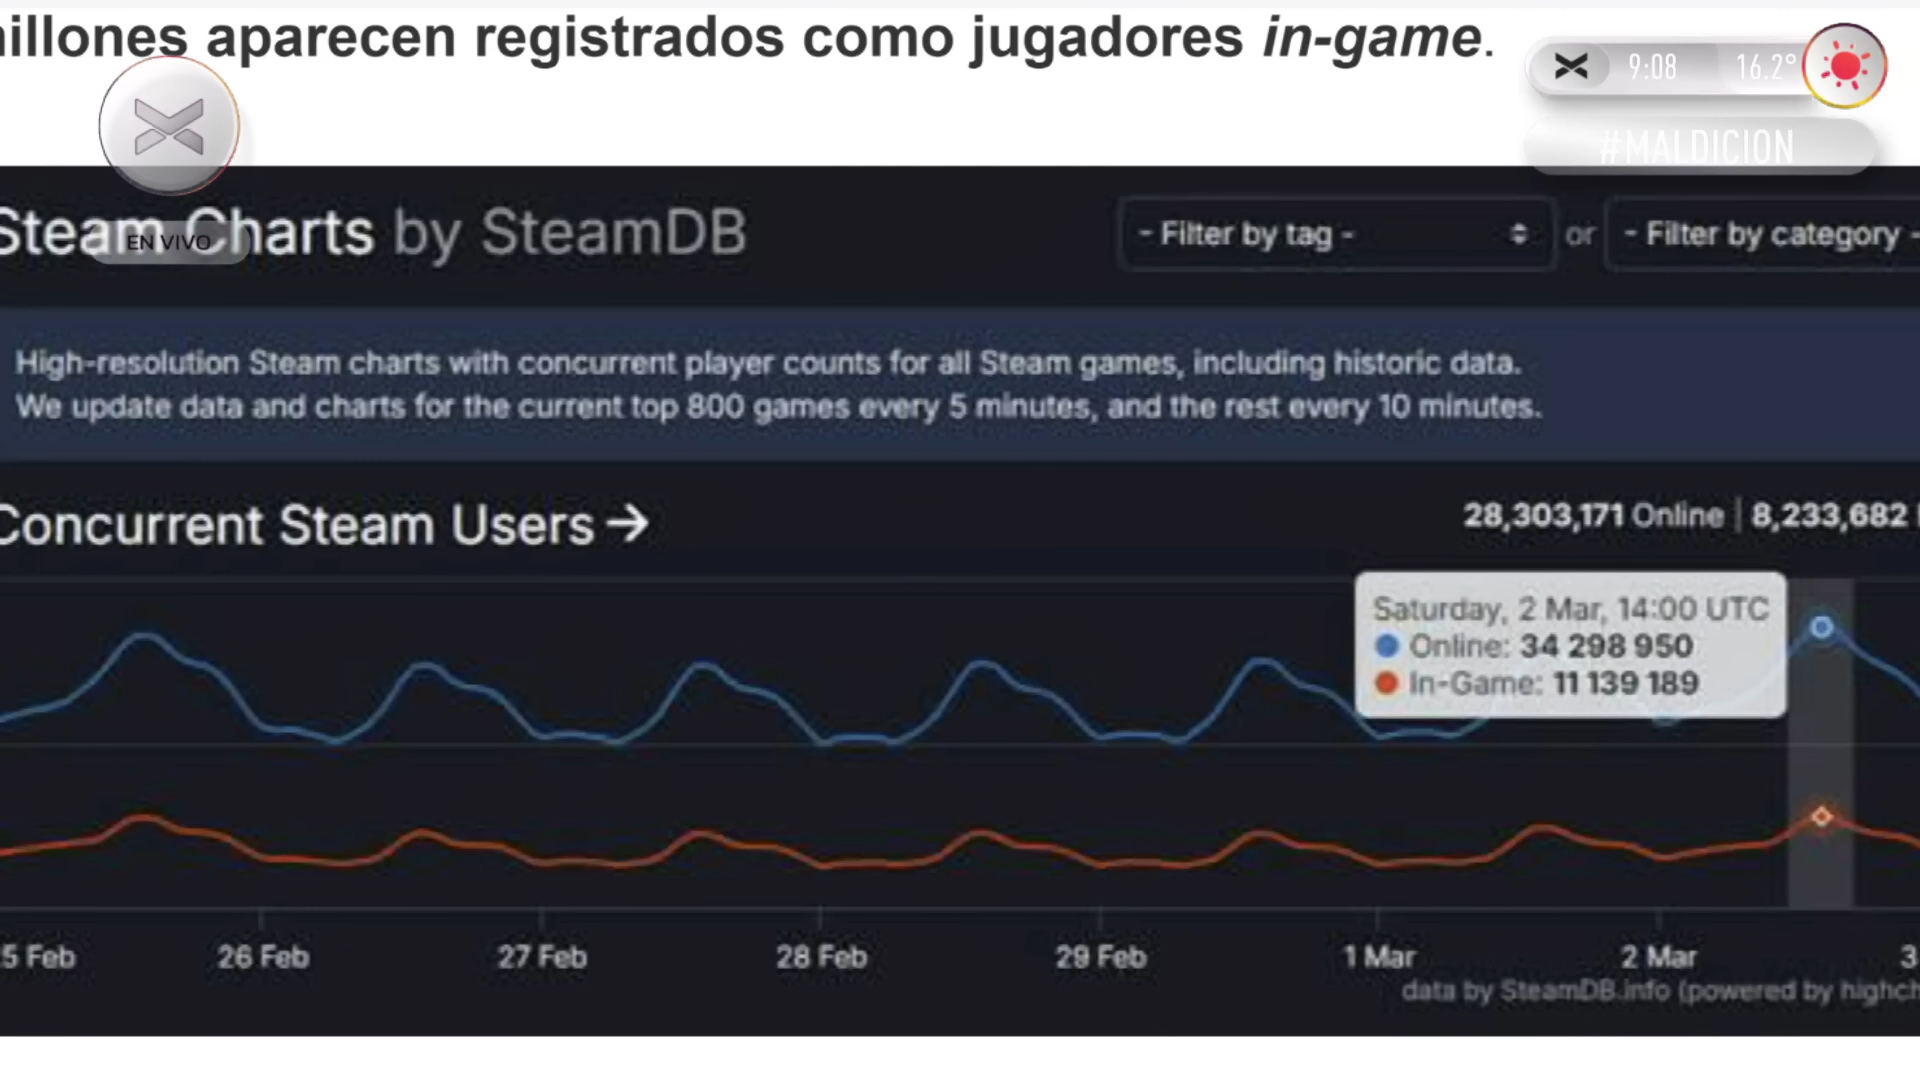 aparecen registrados como jugadores in-game.
9:08 16.2°
#MALDICION
Steam Charts by SteamDB
EN VIVO
- Filter by tag - or - Filter by category -
High-resolution Steam charts with concurrent player counts for all Steam games, including historic data.
We update data and charts for the current top 800 games every 5 minutes, and the rest every 10 minutes.
Concurrent Steam Users →
28,303,171 Online | 8,233,682
Saturday, 2 Mar, 14:00 UTC
Online: 34 298 950
In-Game: 11 139 189
5 Feb 26 Feb 27 Feb 28 Feb 29 Feb 1 Mar 2 Mar 3
data by SteamDB.info (powered by highch